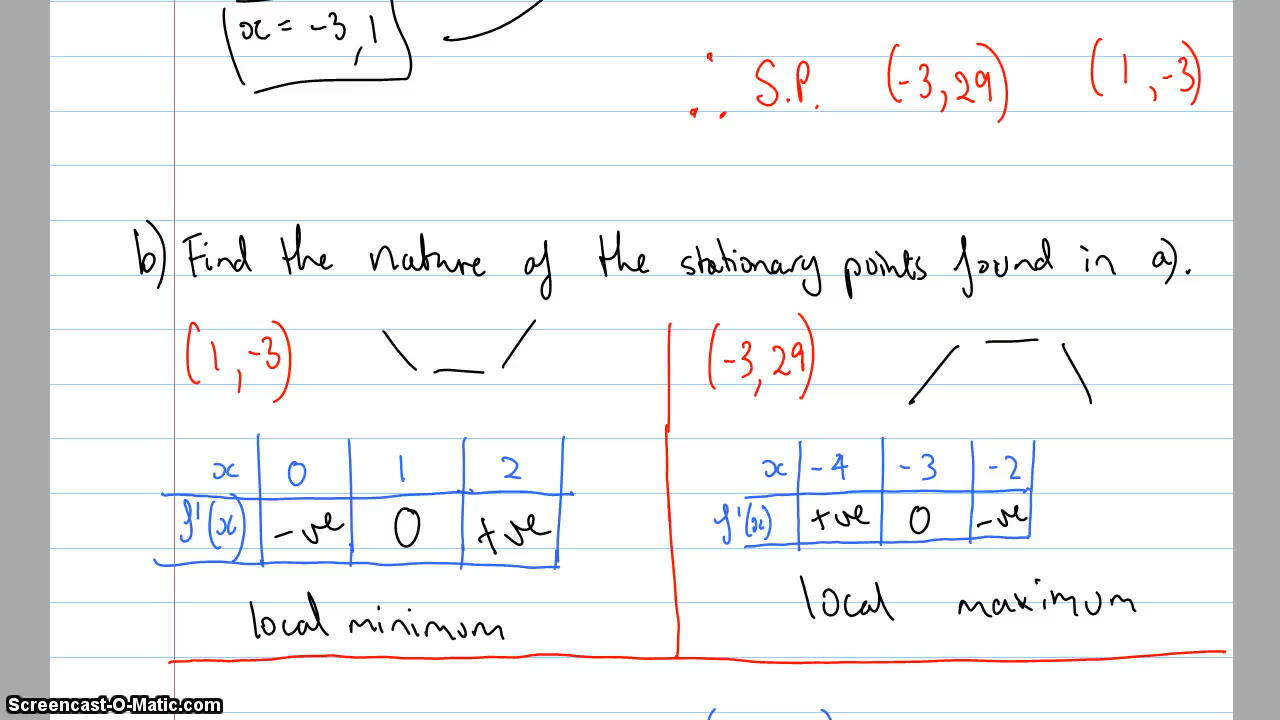 x = -3, 1
∴ S.P. (-3, 29) (1, -3)
b) Find the nature of the stationary points found in a).
(1, -3)
x 0 1 2
f'(x) -ve 0 +ve
local minimum
(-3, 29)
x -4 -3 -2
f'(x) +ve 0 -ve
local maximum
Screencast-O-Matic.com